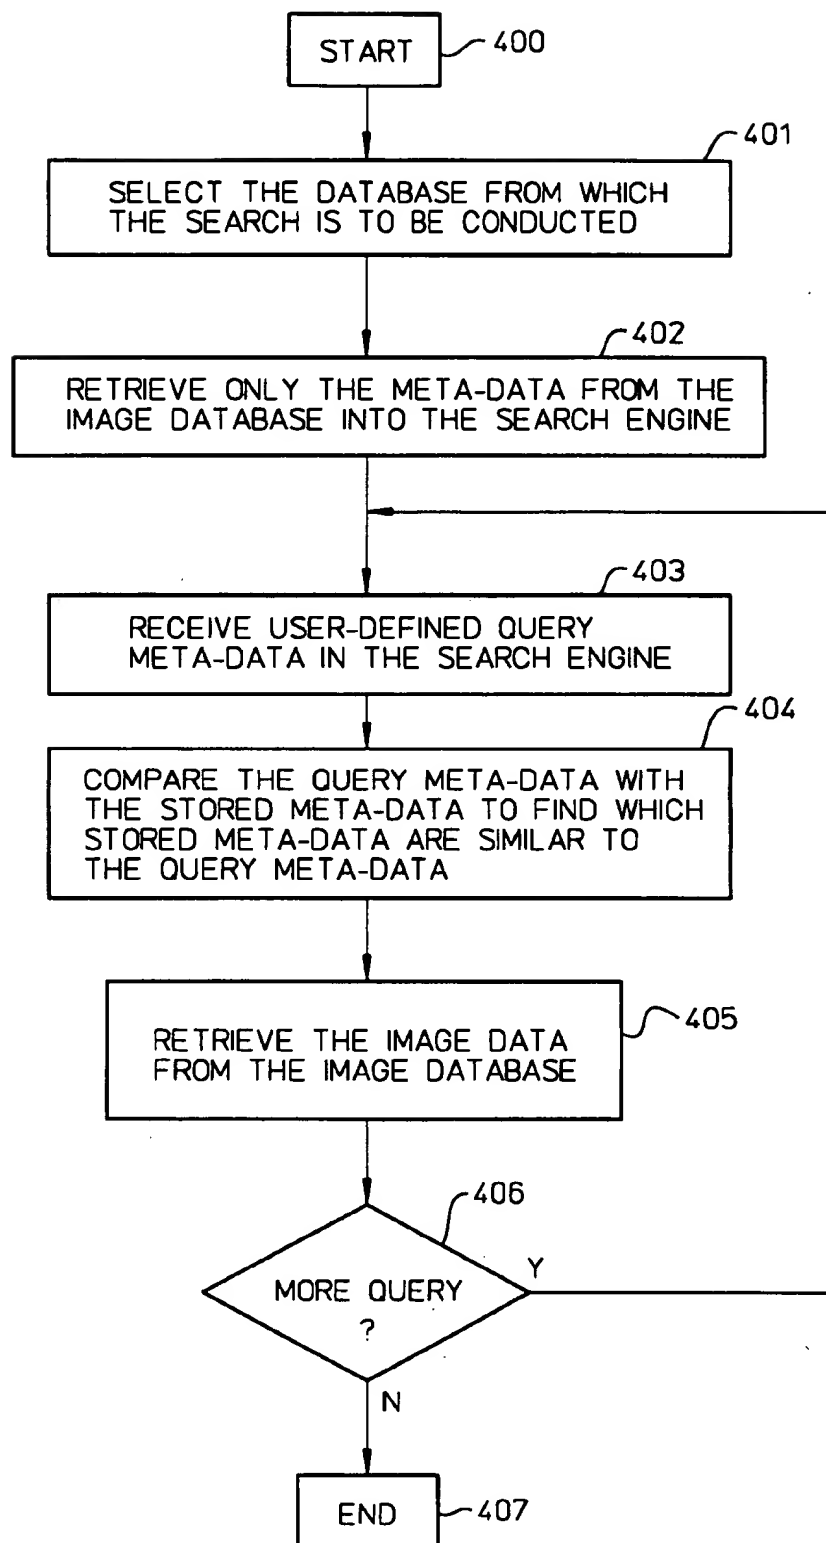 START
400
401
SELECT THE DATABASE FROM WHICH
THE SEARCH IS TO BE CONDUCTED
402
RETRIEVE ONLY THE META-DATA FROM THE
IMAGE DATABASE INTO THE SEARCH ENGINE
403
RECEIVE USER-DEFINED QUERY
META-DATA IN THE SEARCH ENGINE
404
COMPARE THE QUERY META-DATA WITH
THE STORED META-DATA TO FIND WHICH
STORED META-DATA ARE SIMILAR TO
THE QUERY META-DATA
405
RETRIEVE THE IMAGE DATA
FROM THE IMAGE DATABASE
406
MORE QUERY
?
Y
N
END
407